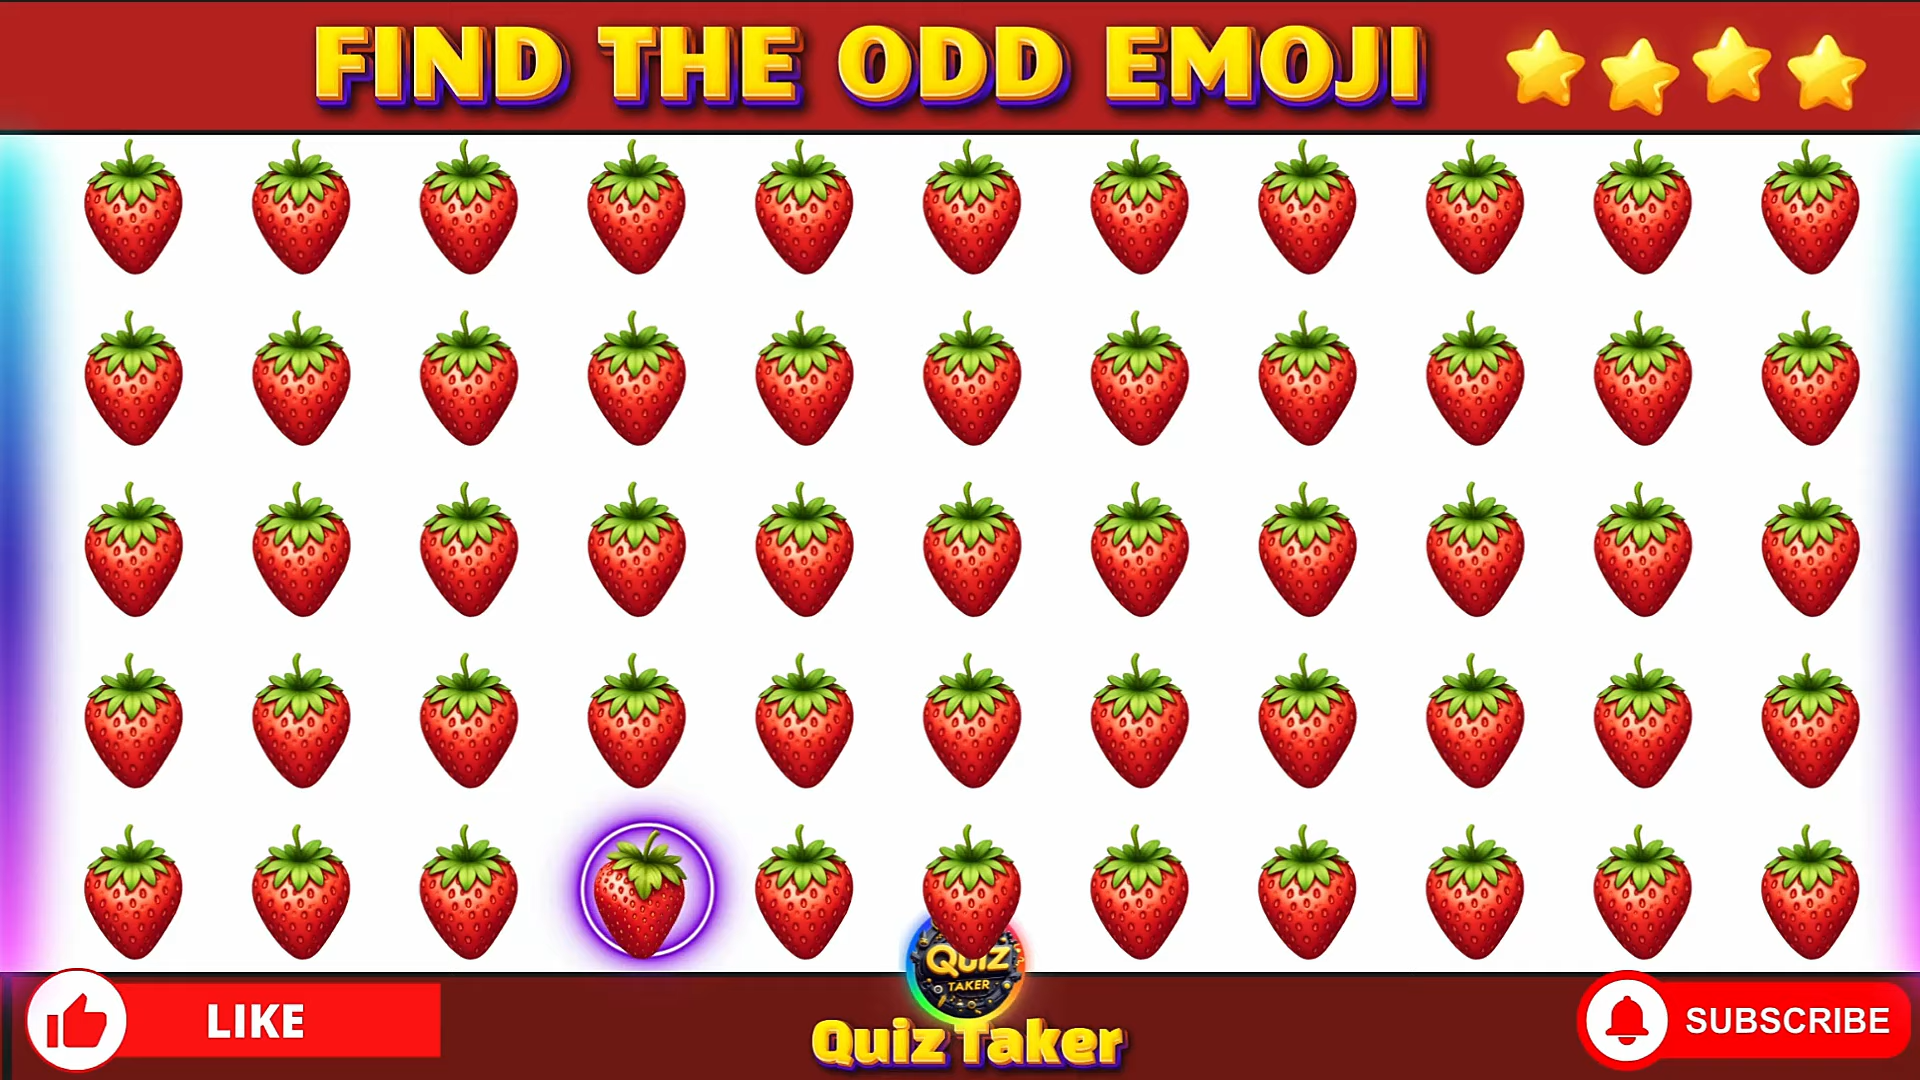 FIND THE ODD EMOJI
QUIZ
TAKER
LIKE
Quiz Taker
SUBSCRIBE